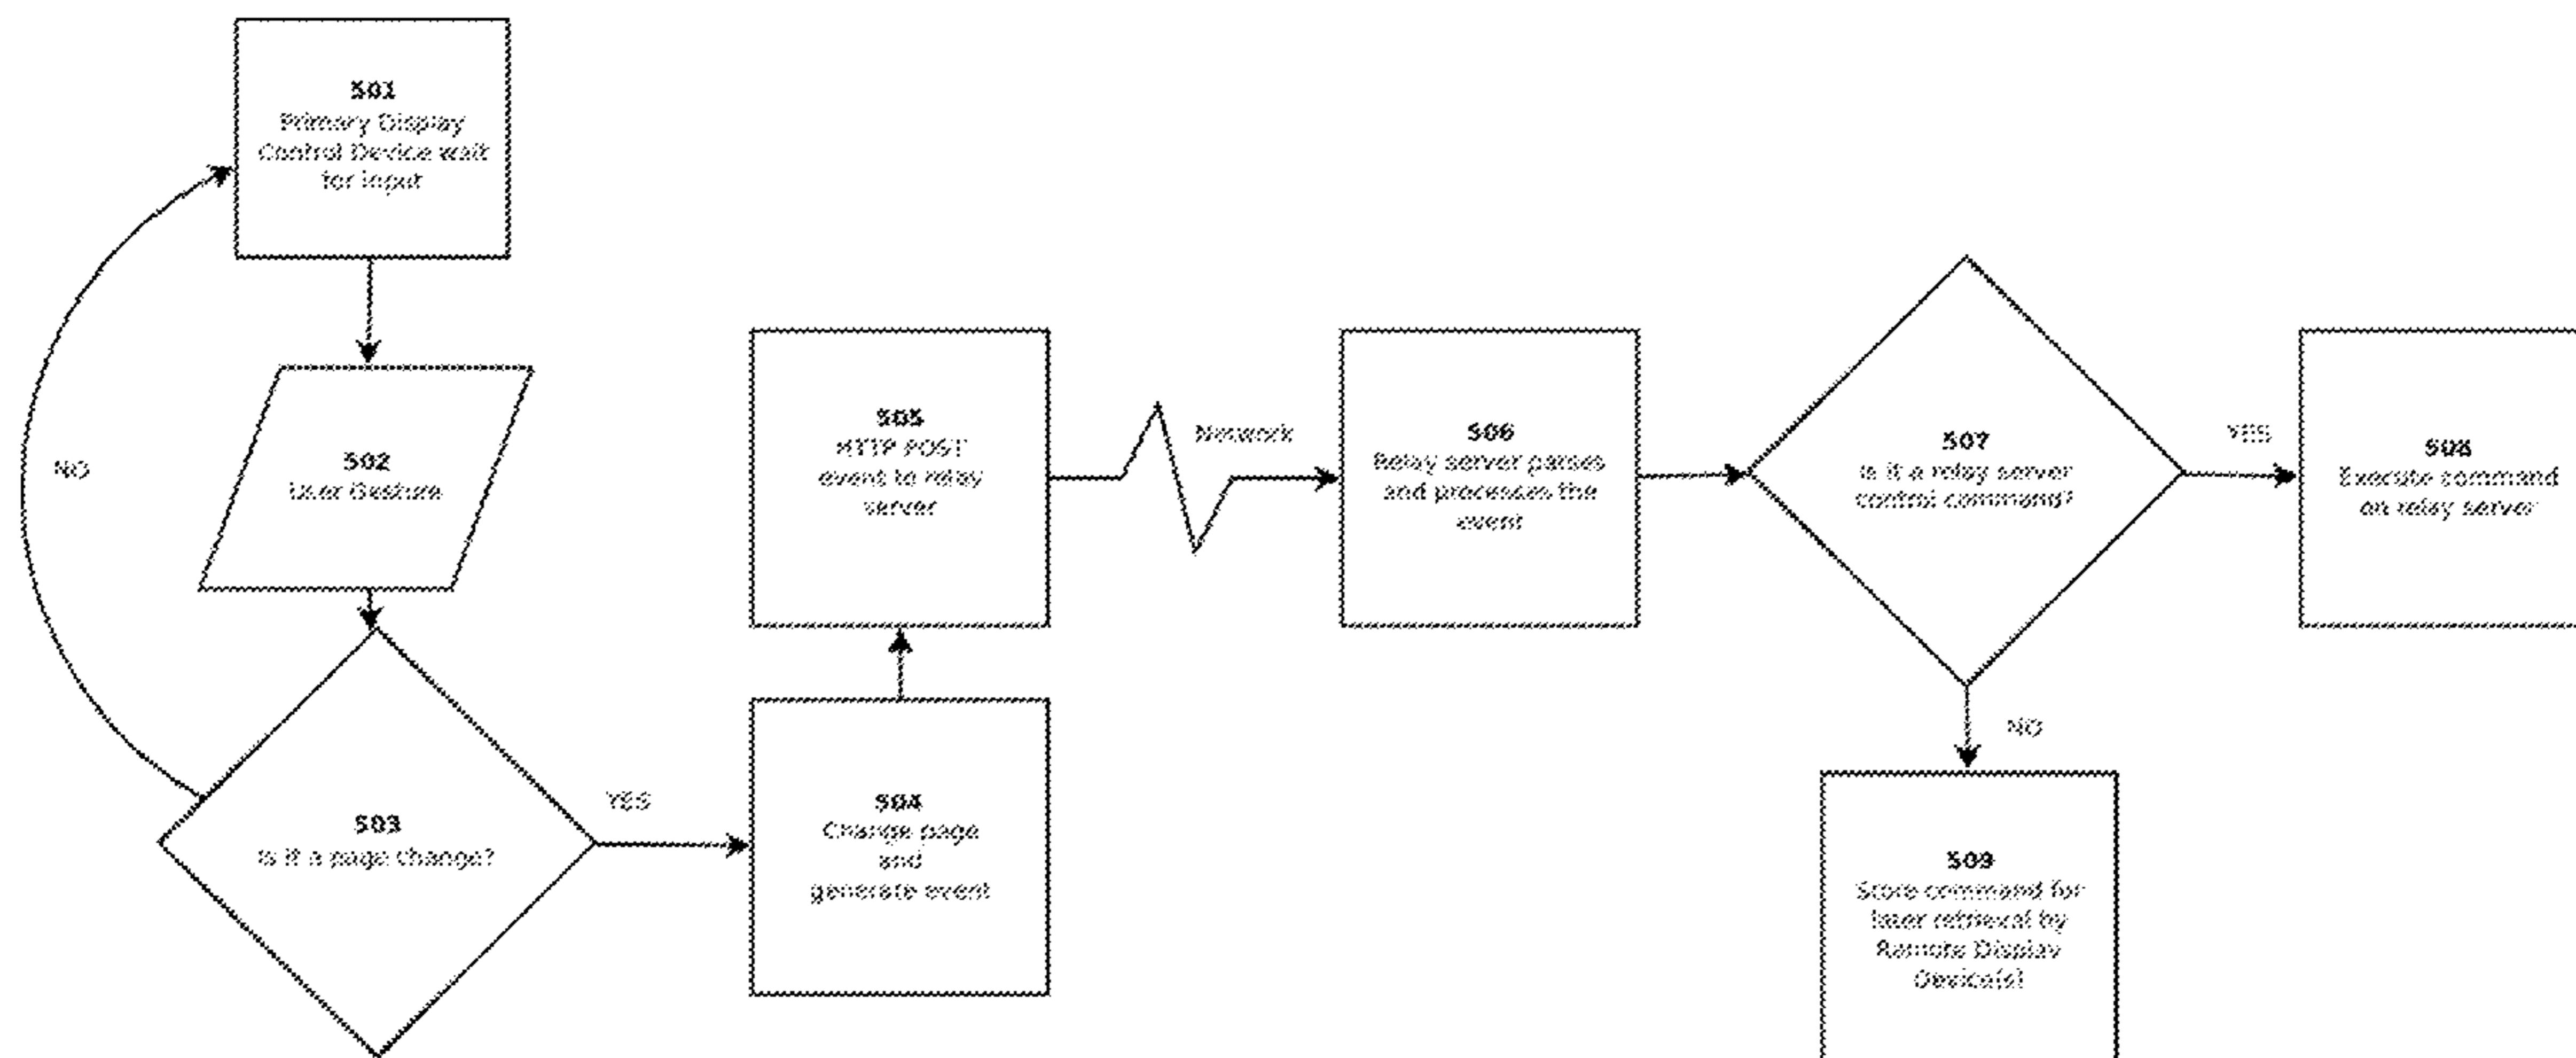 501
Primary Display
Control Device wait
for input
502
User Gesture
NO
503
Is it a page change?
YES
504
Change page
and
generate event
505
HTTP POST
event to relay
server
Network
506
Relay server parses
and processes the
event
507
Is it a relay server
control command?
YES
508
Execute command
on relay server
NO
509
Store command for
later retrieval by
Remote Display
Device(s)